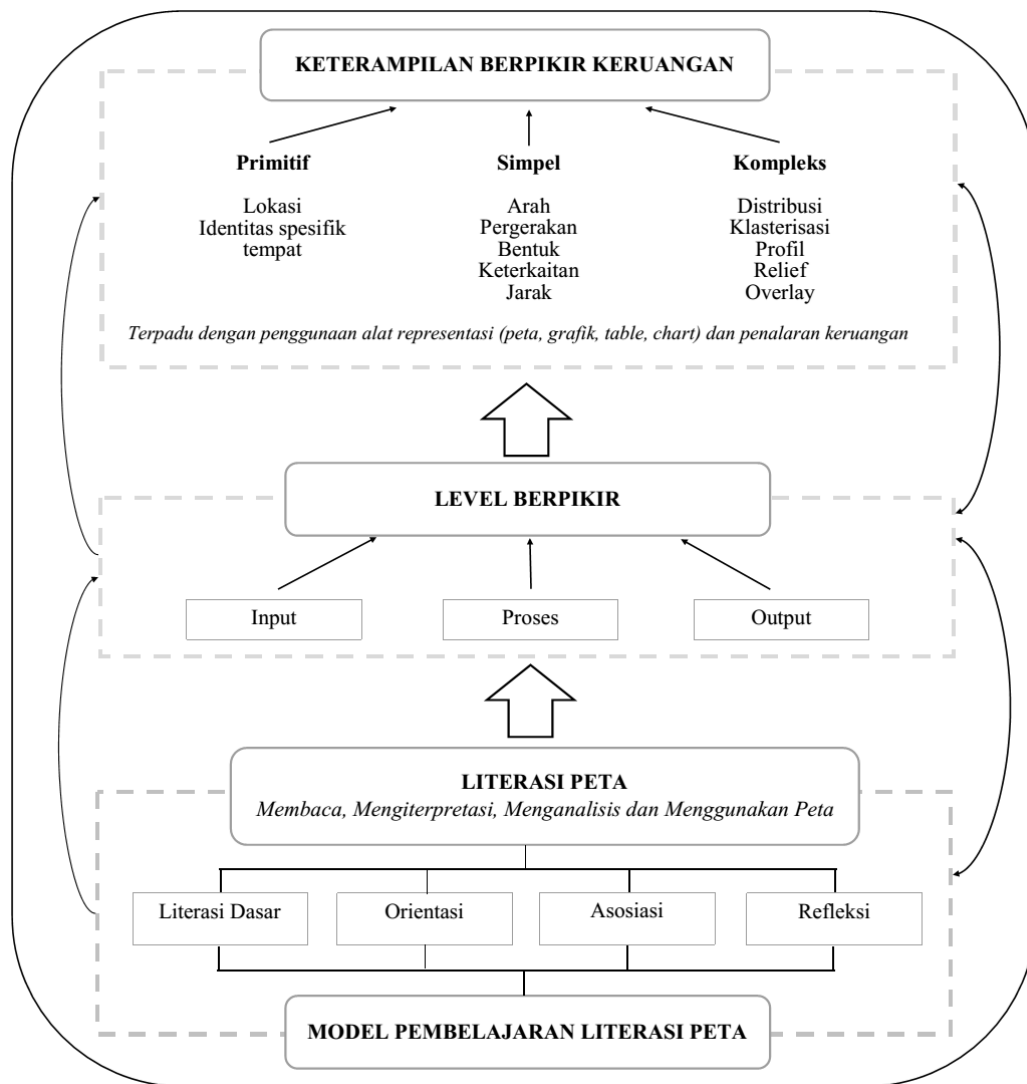 KETERAMPILAN BERPIKIR KERUANGAN
Primitif
Lokasi
Identitas spesifik
tempat
Simpel
Arah
Pergerakan
Bentuk
Keterkaitan
Jarak
Kompleks
Distribusi
Klasterisasi
Profil
Relief
Overlay
Terpadu dengan penggunaan alat representasi (peta, grafik, table, chart) dan penalaran keruangan
LEVEL BERPIKIR
Input
Proses
Output
LITERASI PETA
Membaca, Mengiterpretasi, Menganalisis dan Menggunakan Peta
Literasi Dasar
Orientasi
Asosiasi
Refleksi
MODEL PEMBELAJARAN LITERASI PETA